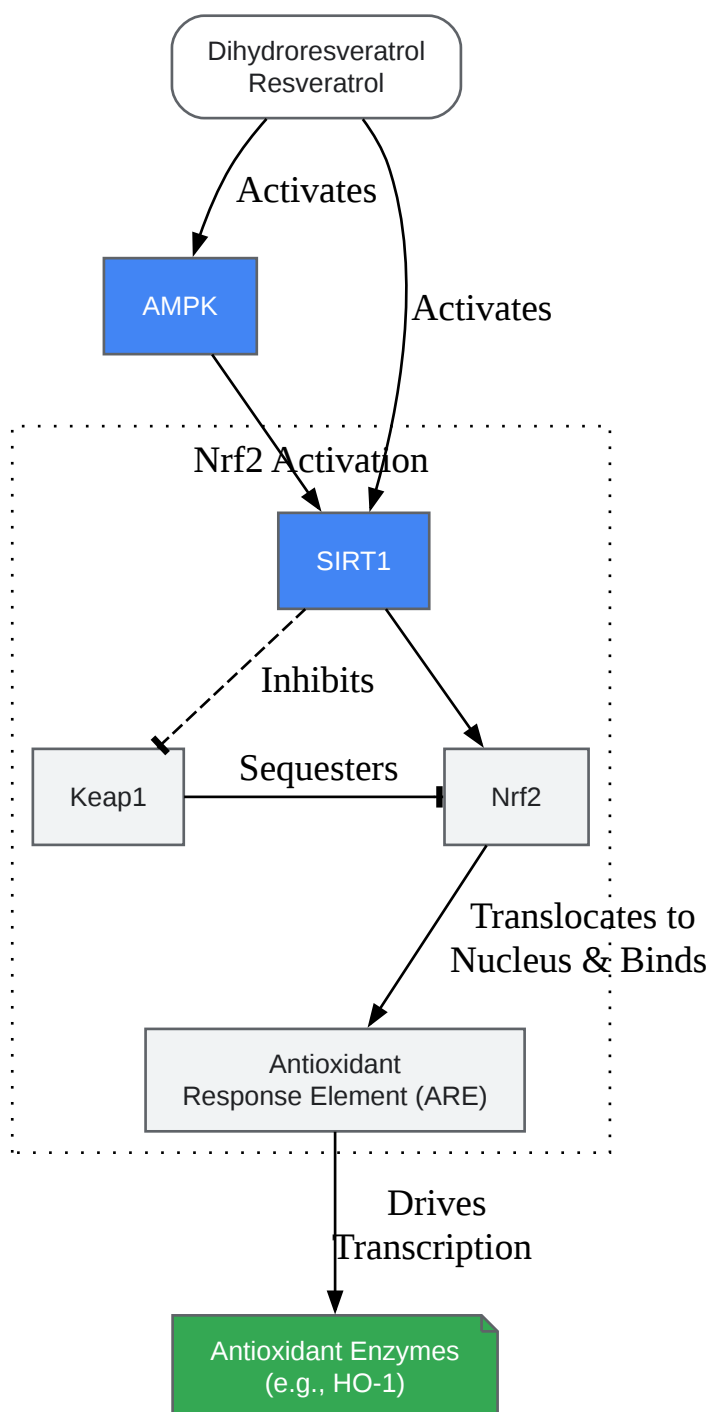 Dihydroresveratrol
Resveratrol
Activates
AMPK
Activates
Nrf2 Activation
SIRT1
Inhibits
Keap1
Sequesters
Nrf2
Translocates to
Nucleus & Binds
Antioxidant
Response Element (ARE)
Drives
Transcription
Antioxidant Enzymes
(e.g., HO-1)